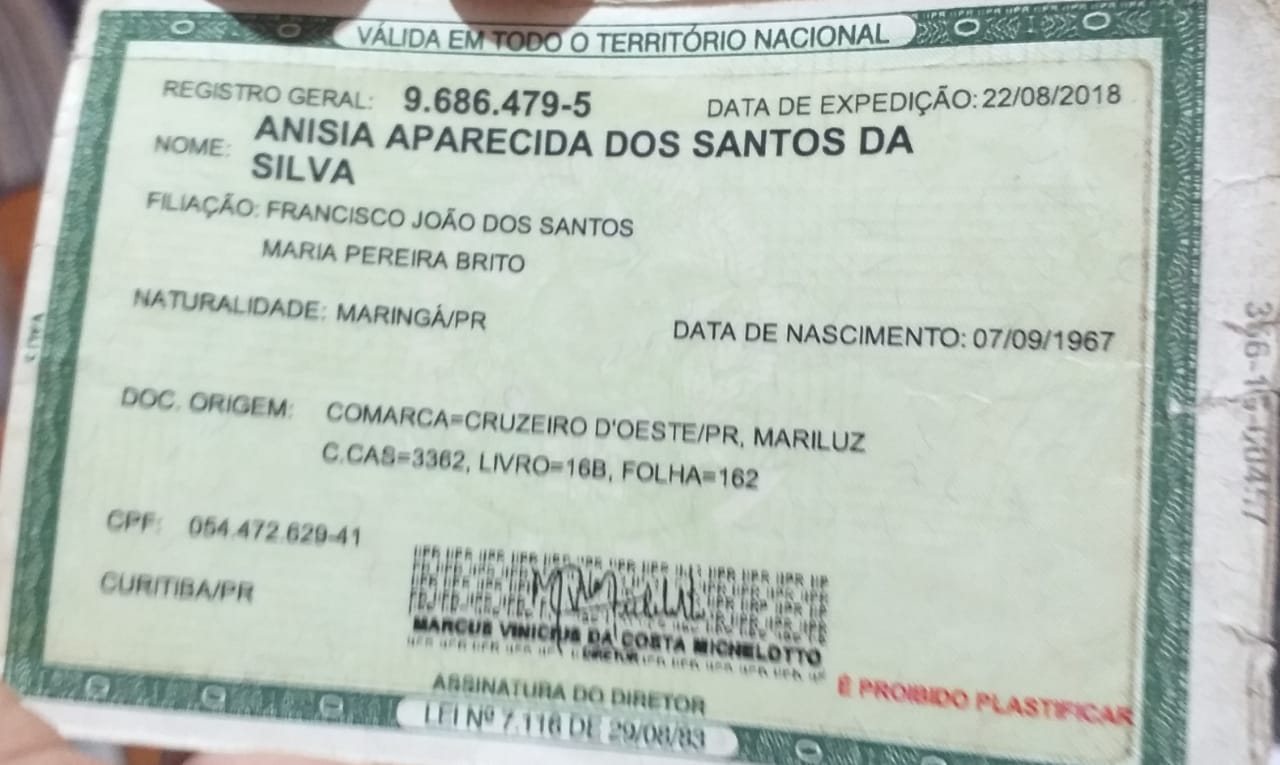 VÁLIDA EM TODO O TERRITÓRIO NACIONAL
REGISTRO GERAL: 9.686.479-5 DATA DE EXPEDIÇÃO: 22/08/2018
NOME: ANISIA APARECIDA DOS SANTOS DA
SILVA
FILIAÇÃO: FRANCISCO JOÃO DOS SANTOS
MARIA PEREIRA BRITO
NATURALIDADE: MARINGÁ/PR DATA DE NASCIMENTO: 07/09/1967
DOC. ORIGEM: COMARCA=CRUZEIRO D'OESTE/PR, MARILUZ
C.CAS=3362, LIVRO=16B, FOLHA=162
CPF: 054.472.629-41
CURITIBA/PR
MARCUS VINICIUS DA COSTA MICHELOTTO
DIRETOR
ASSINATURA DO DIRETOR
É PROIBIDO PLASTIFICAR
LEI Nº 7.116 DE 29/08/83